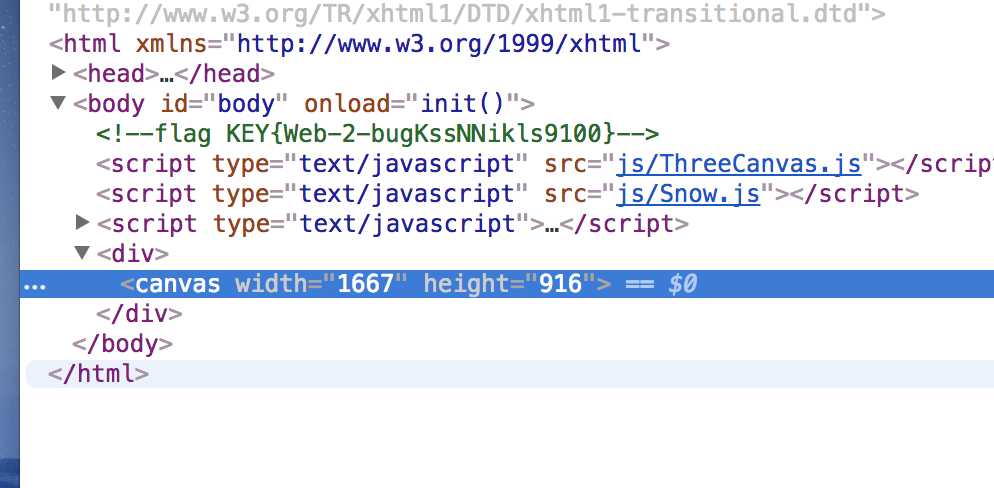 "http://www.w3.org/TR/xhtml1/DTD/xhtml1-transitional.dtd">
<html xmlns="http://www.w3.org/1999/xhtml">
▶<head>…</head>
▼<body id="body" onload="init()">
<!--flag KEY{Web-2-bugKssNNikls9100}-->
<script type="text/javascript" src="js/ThreeCanvas.js"></scrip
<script type="text/javascript" src="js/Snow.js"></script>
▶<script type="text/javascript">…</script>
▼<div>
… <canvas width="1667" height="916"> == $0
</div>
</body>
</html>